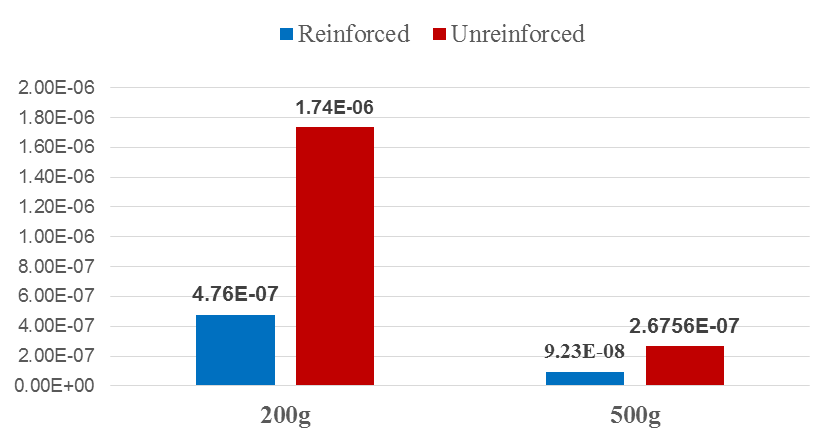 Reinforced Unreinforced
2.00E-06
1.80E-06
1.60E-06
1.40E-06
1.20E-06
1.00E-06
8.00E-07
6.00E-07
4.00E-07
2.00E-07
0.00E+00
1.74E-06
4.76E-07
2.6756E-07
9.23E-08
200g 500g